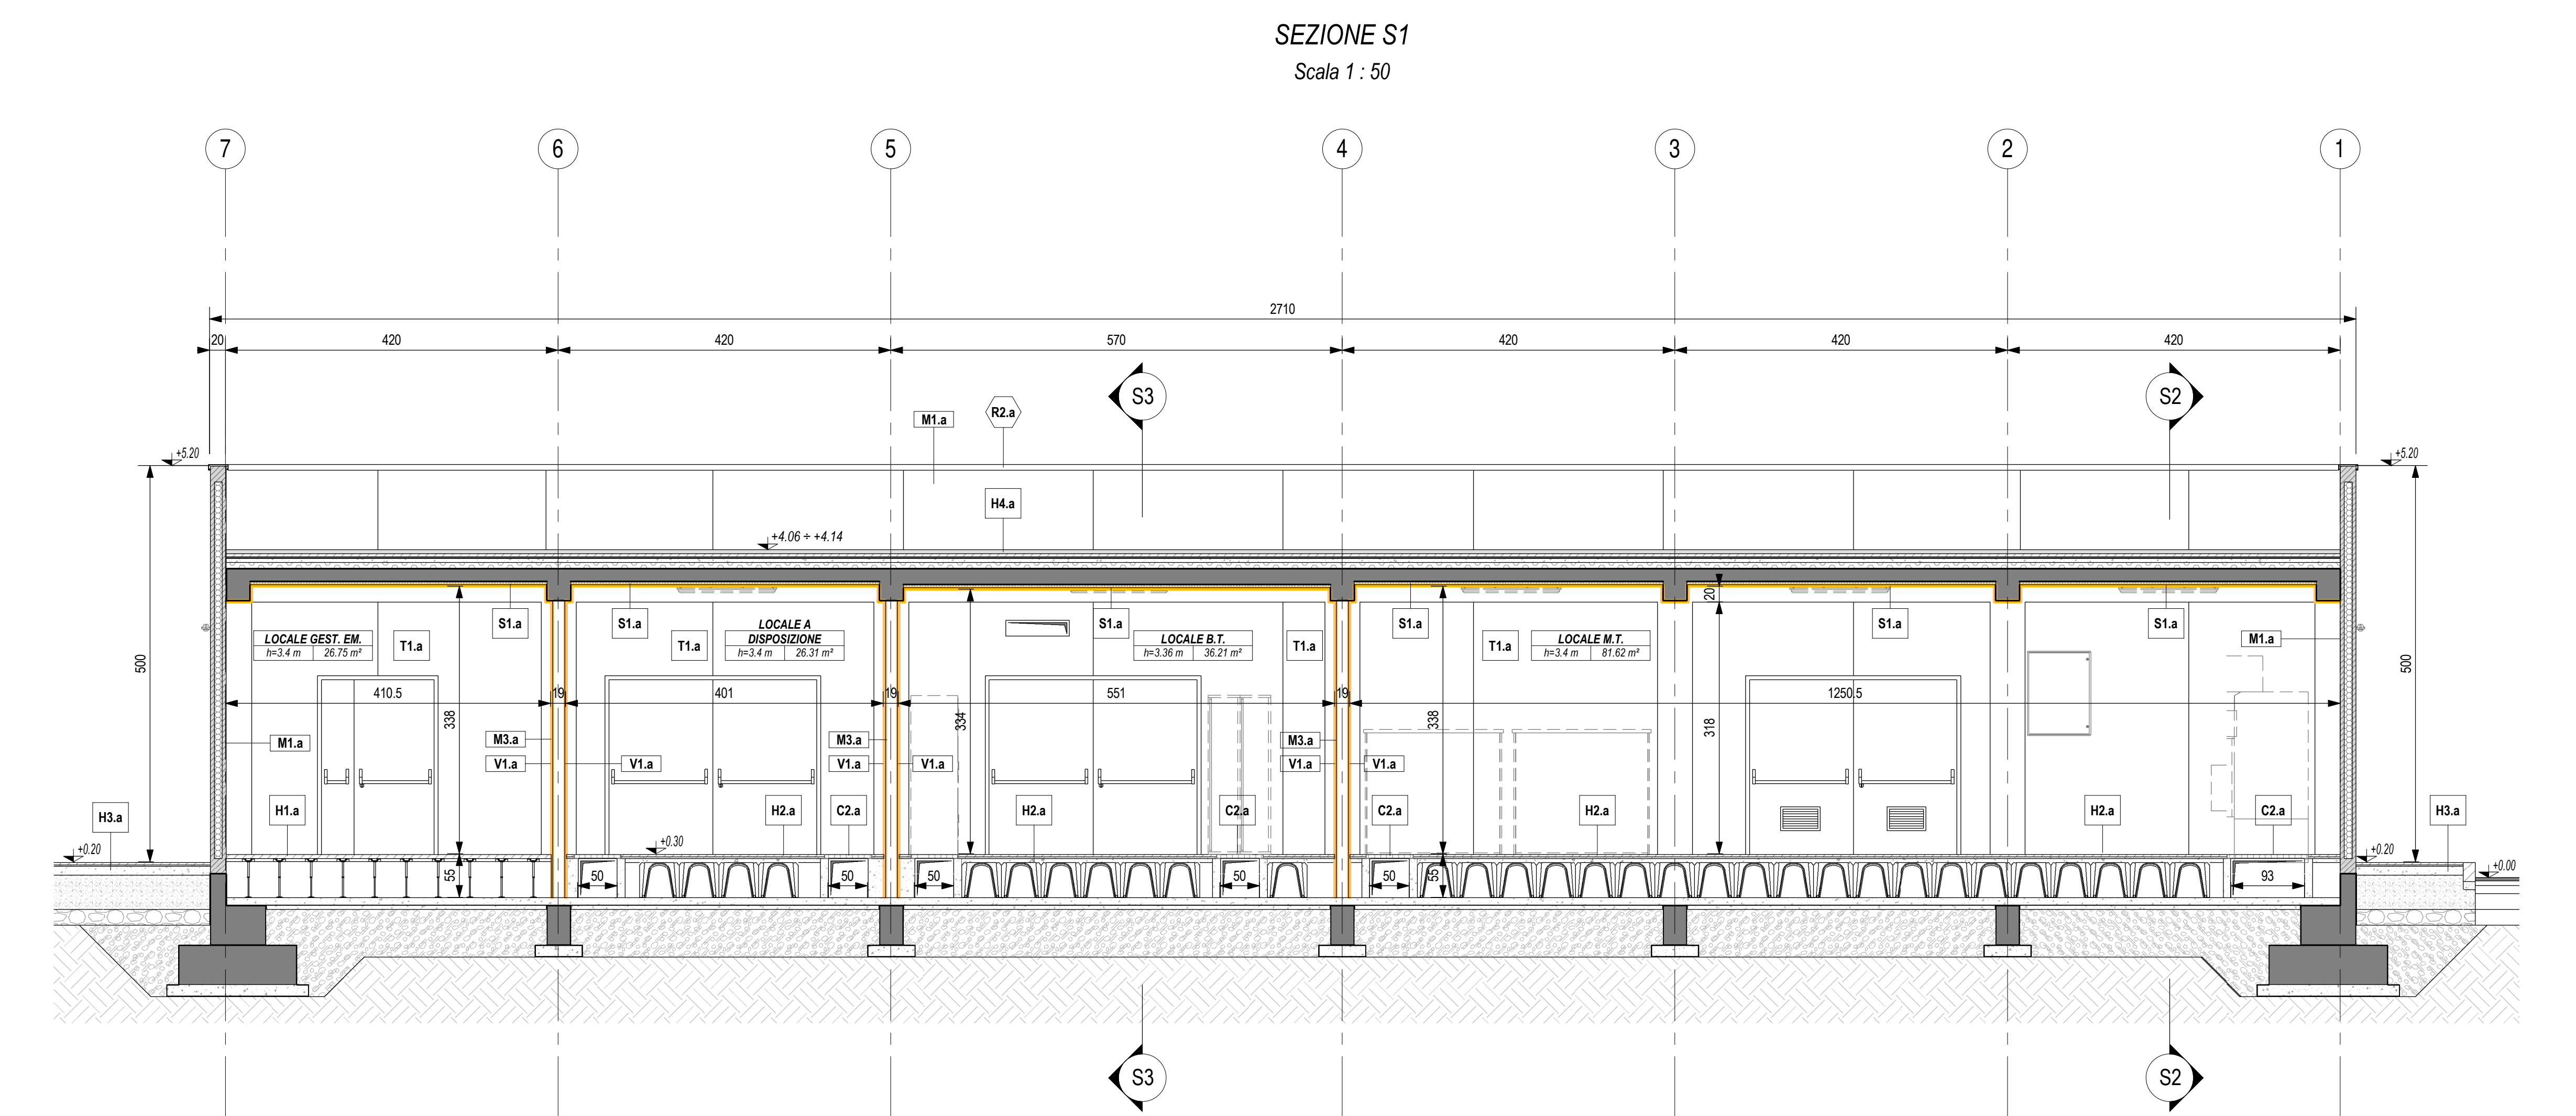 SEZIONE S1
Scala 1 : 50
7 6 5 4 3 2 1
2710
20 420 420 570 420 420 420
S3 S2
M1.a R2.a
+5.20 +5.20
H4.a
+4.06 ÷ +4.14
20
S1.a S1.a S1.a S1.a S1.a S1.a
LOCALE GEST. EM.
h=3.4 m 26.75 m²
T1.a
T1.a
LOCALE A
DISPOSIZIONE
h=3.4 m 26.31 m²
LOCALE B.T.
h=3.36 m 36.21 m²
T1.a
T1.a
LOCALE M.T.
h=3.4 m 81.62 m²
M1.a
500 500
410.5 19 401 19 551 19 1250.5
338 334 338 318
M1.a M3.a M3.a M3.a
V1.a V1.a V1.a V1.a V1.a V1.a
H3.a H1.a H2.a C2.a H2.a C2.a C2.a H2.a H2.a C2.a H3.a
+0.20 +0.30 +0.20 +0.00
55 50 50 50 50 50 55 93
S3 S2